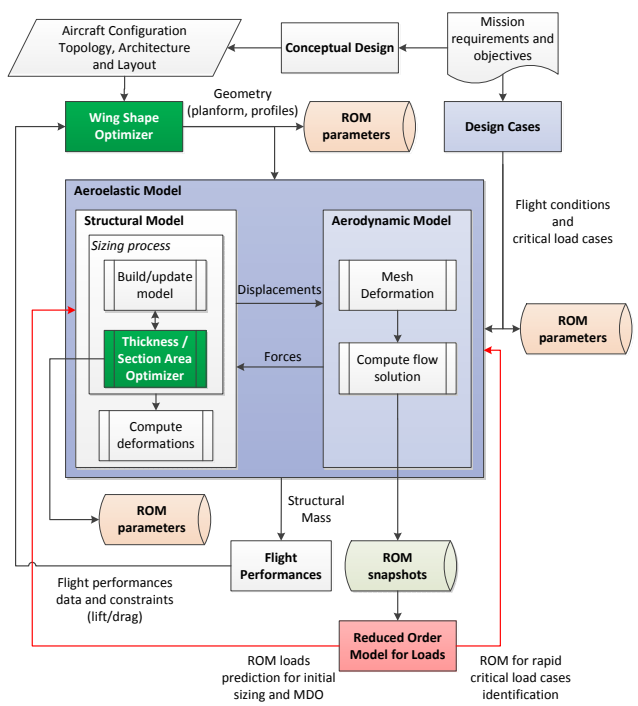 Aircraft Configuration
Topology, Architecture
and Layout
Conceptual Design
Mission
requirements and
objectives
Geometry
(planform, profiles)
Wing Shape
Optimizer
ROM
parameters
Design Cases
Aeroelastic Model
Structural Model
Aerodynamic Model
Flight conditions
and
critical load cases
Sizing process
Build/update
model
Displacements
Mesh
Deformation
ROM
parameters
Thickness /
Section Area
Optimizer
Forces
Compute flow
solution
Compute
deformations
Structural
Mass
ROM
parameters
Flight
Performances
ROM
snapshots
Flight performances
data and constraints
(lift/drag)
Reduced Order
Model for Loads
ROM loads
prediction for initial
sizing and MDO
ROM for rapid
critical load cases
identification